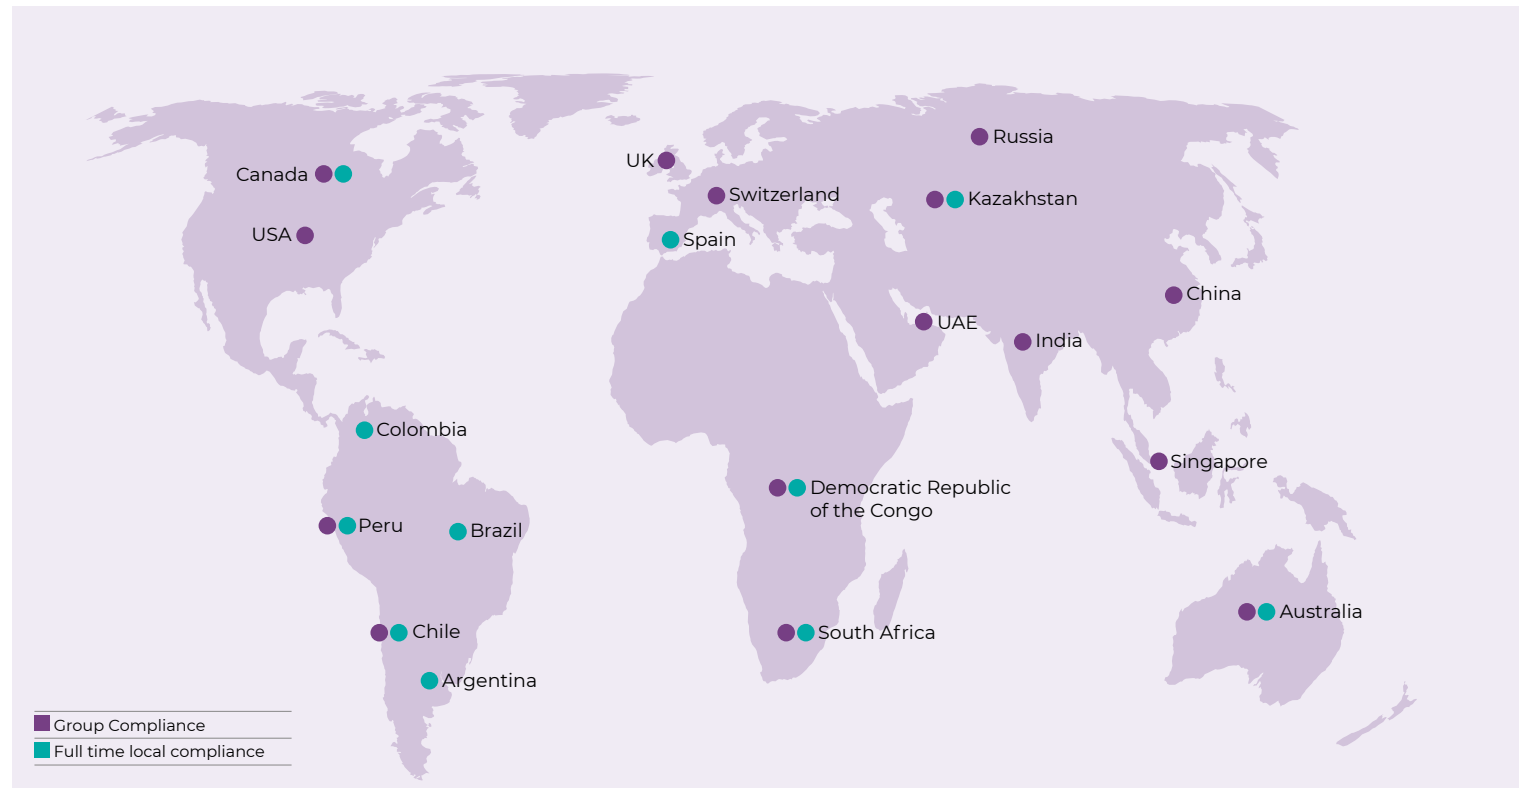 Russia
UK
Canada
Switzerland
Kazakhstan
USA
Spain
China
UAE
India
Colombia
Singapore
Democratic Republic
of the Congo
Peru
Brazil
Australia
Chile
South Africa
Argentina
Group Compliance
Full time local compliance